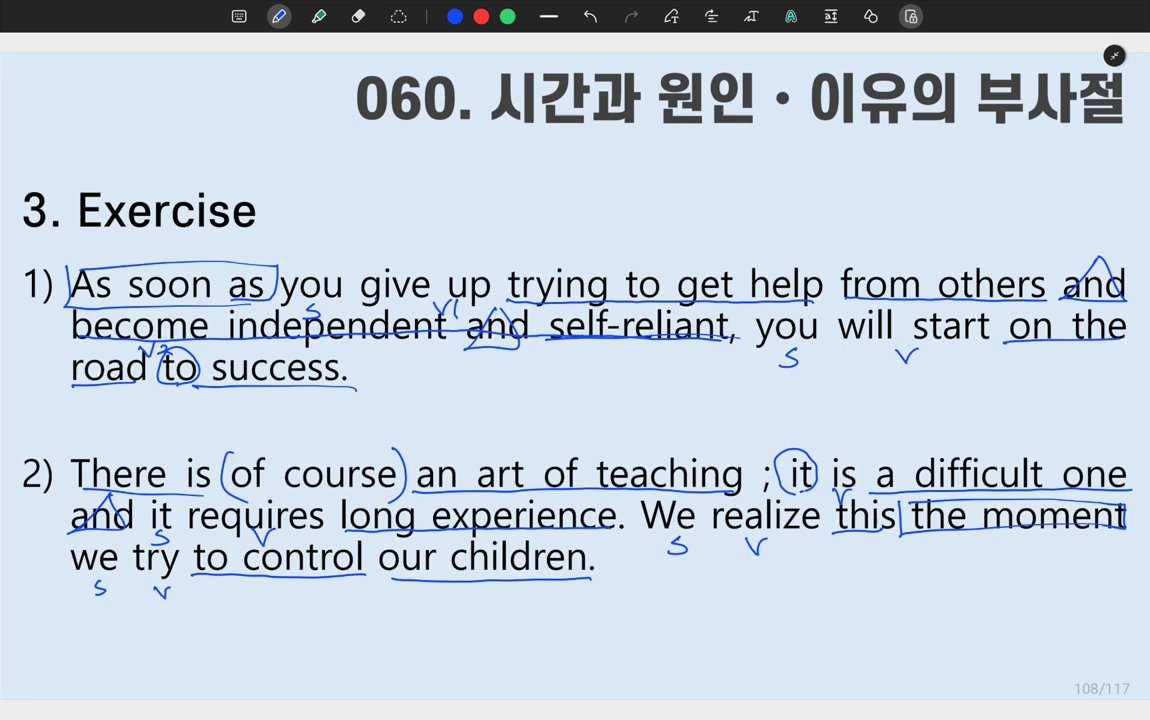 060. 시간과 원인 · 이유의 부사절
3. Exercise
1) As soon as you give up trying to get help from others and
S V1
become independent and self-reliant, you will start on the
V2 S V
road to success.
2) There is of course an art of teaching ; it is a difficult one
V
and it requires long experience. We realize this the moment
S V S V
we try to control our children.
S V
108/117